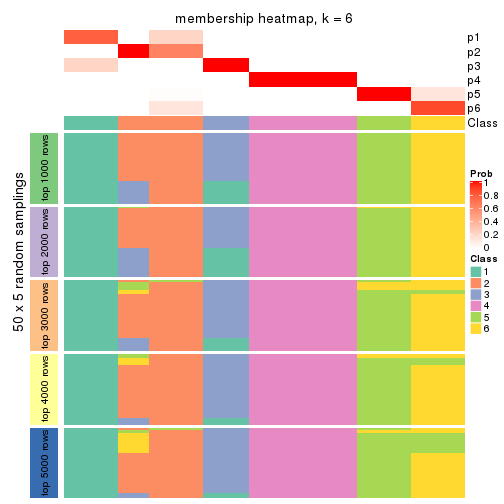 membership heatmap, k = 6
p1
p2
p3
p4
p5
p6
Class
50 x 5 random samplings
top 1000 rows
top 2000 rows
top 3000 rows
top 4000 rows
top 5000 rows
Prob
1
0.8
0.6
0.4
0.2
0
Class
1
2
3
4
5
6